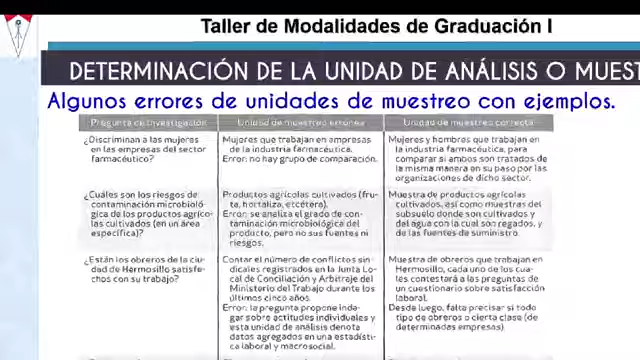 Taller de Modalidades de Graduación I
DETERMINACIÓN DE LA UNIDAD DE ANÁLISIS O MUEST
Algunos errores de unidades de muestreo con ejemplos.
Pregunta de investigación
Unidad de muestreo errónea
Unidad de muestreo correcta
¿Discriminan a las mujeres
en las empresas del sector
farmacéutico?
Mujeres que trabajan en empresas
de la industria farmacéutica.
Error: no hay grupo de comparación.
Mujeres y hombres que trabajan en
la industria farmacéutica, para
comparar si ambos son tratados de
la misma manera en su paso por las
organizaciones de dicho sector.
¿Cuáles son los riesgos de
contaminación microbioló-
gica de los productos agríco-
las cultivados (en un área
específica)?
Productos agrícolas cultivados (fru-
ta, hortaliza, etcétera).
Error: se analiza el grado de con-
taminación microbiológica del
producto, pero no sus fuentes ni
riesgos.
Muestra de productos agrícolas
cultivados, así como muestras del
subsuelo donde son cultivados y
del agua con la cual son regados, y
de las fuentes de suministro.
¿Están los obreros de la ciu-
dad de Hermosillo satisfe-
chos con su trabajo?
Contar el número de conflictos sin-
dicales registrados en la Junta Lo-
cal de Conciliación y Arbitraje del
Ministerio del Trabajo durante los
últimos cinco años.
Error: la pregunta propone inda-
gar sobre actitudes individuales y
esta unidad de análisis denota
datos agregados en una estadísti-
ca laboral y macrosocial.
Muestra de obreros que trabajan en
Hermosillo, cada uno de los cua-
les contestará a las preguntas de
un cuestionario sobre satisfacción
laboral.
Desde luego, falta precisar si todo
tipo de obreros o cierta clase (de
determinadas empresas).